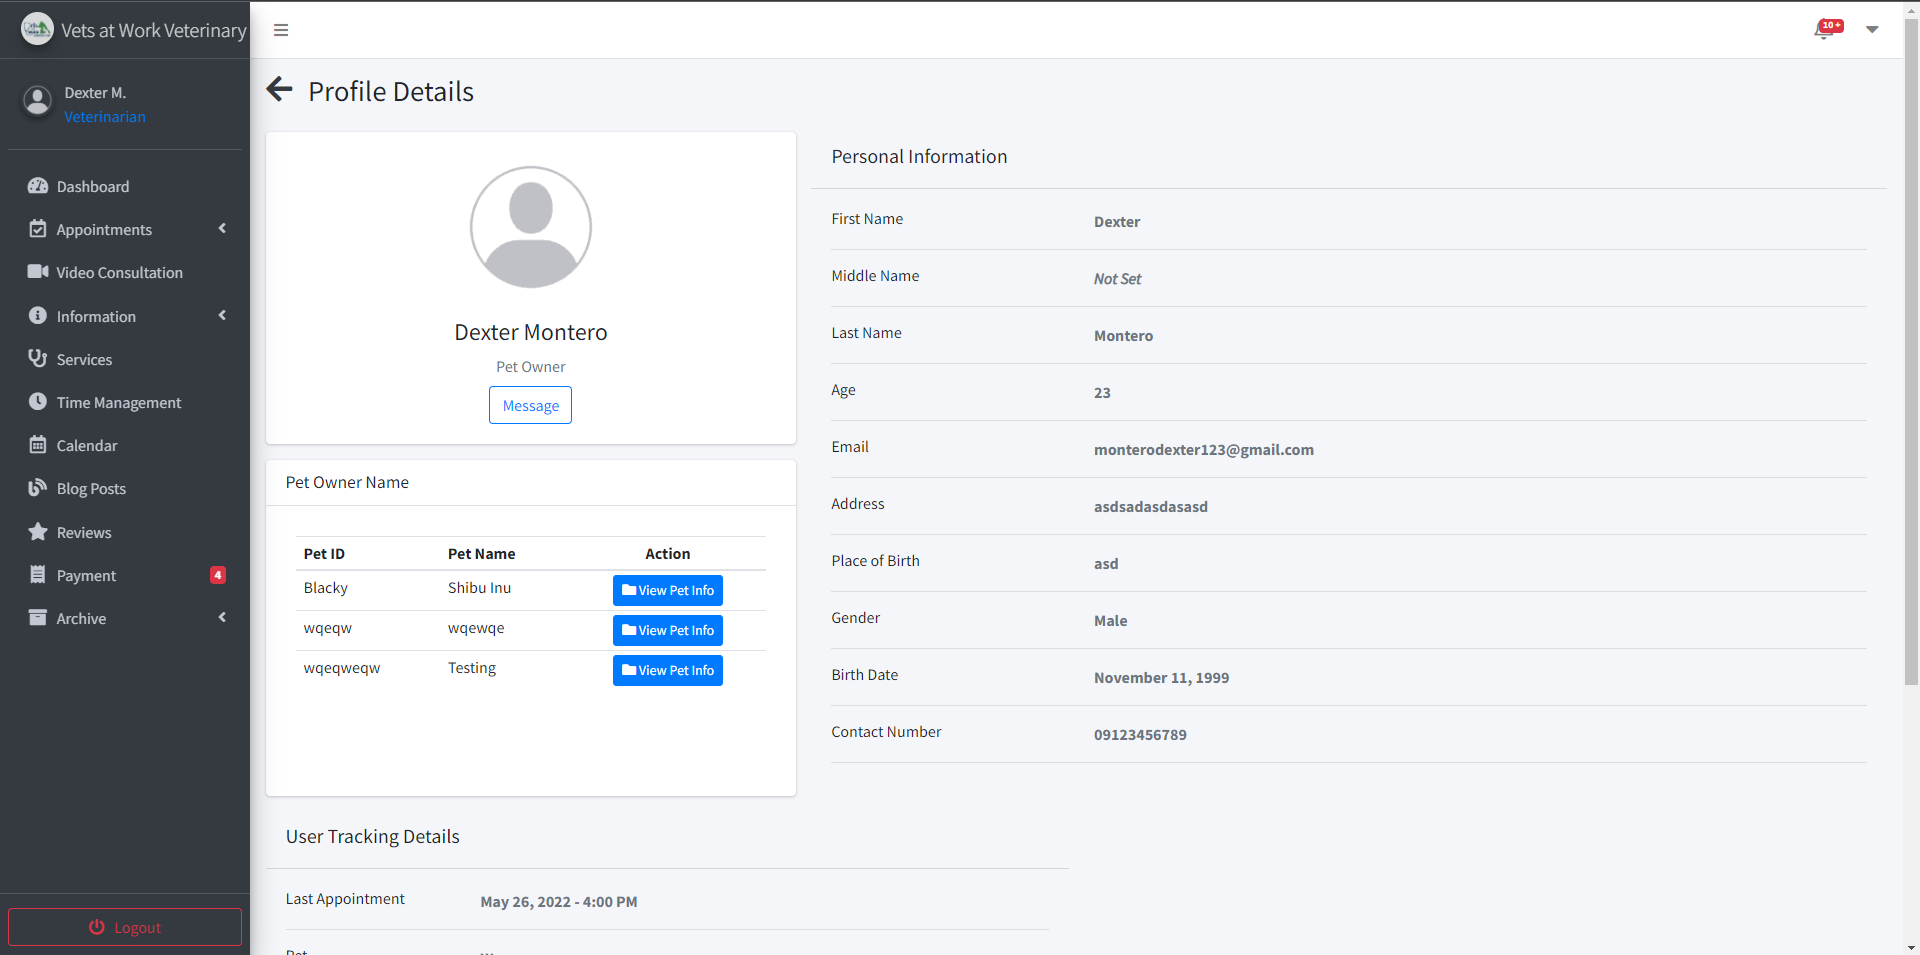 Vets at Work Veterinary
10+
Dexter M.
Veterinarian
Dashboard
Appointments
Video Consultation
Information
Services
Time Management
Calendar
Blog Posts
Reviews
Payment 4
Archive
Logout
Profile Details
Dexter Montero
Pet Owner
Message
Pet Owner Name
Pet ID Pet Name Action
Blacky Shibu Inu View Pet Info
wqeqw wqewqe View Pet Info
wqeqweqw Testing View Pet Info
Personal Information
First Name Dexter
Middle Name Not Set
Last Name Montero
Age 23
Email monterodexter123@gmail.com
Address asdsadasdasasd
Place of Birth asd
Gender Male
Birth Date November 11, 1999
Contact Number 09123456789
User Tracking Details
Last Appointment May 26, 2022 - 4:00 PM